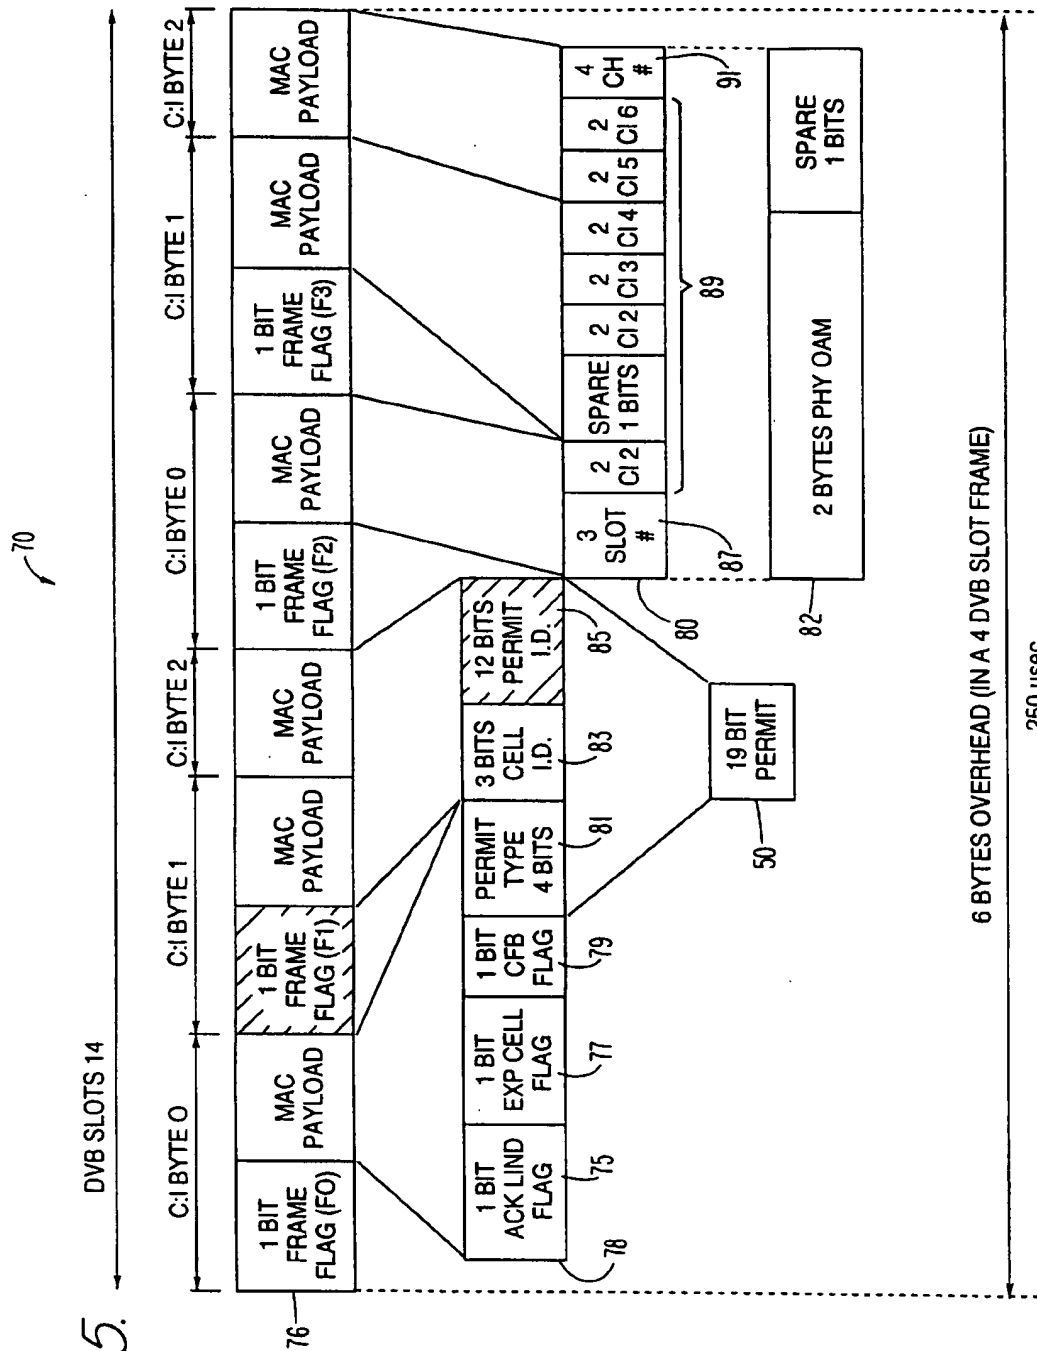 5.
70
DVB SLOTS 14
C:I BYTE O
C:I BYTE 1
C:I BYTE 2
C:I BYTE 0
C:I BYTE 1
C:I BYTE 2
76
1 BIT
FRAME
FLAG (FO)
MAC
PAYLOAD
1 BIT
FRAME
FLAG (F1)
MAC
PAYLOAD
MAC
PAYLOAD
1 BIT
FRAME
FLAG (F2)
MAC
PAYLOAD
1 BIT
FRAME
FLAG (F3)
MAC
PAYLOAD
MAC
PAYLOAD
78
1 BIT
ACK LIND
FLAG
75
1 BIT
EXP CELL
FLAG
77
1 BIT
CFB
FLAG
79
PERMIT
TYPE
4 BITS
81
3 BITS
CELL
I.D.
83
12 BITS
PERMIT
I.D.
85
80
3
SLOT
#
87
2
CI 2
SPARE
1 BITS
2
CI 2
2
CI 3
2
CI 4
2
CI 5
2
CI 6
89
4
CH
#
91
50
19 BIT
PERMIT
82
2 BYTES PHY OAM
SPARE
1 BITS
6 BYTES OVERHEAD (IN A 4 DVB SLOT FRAME)